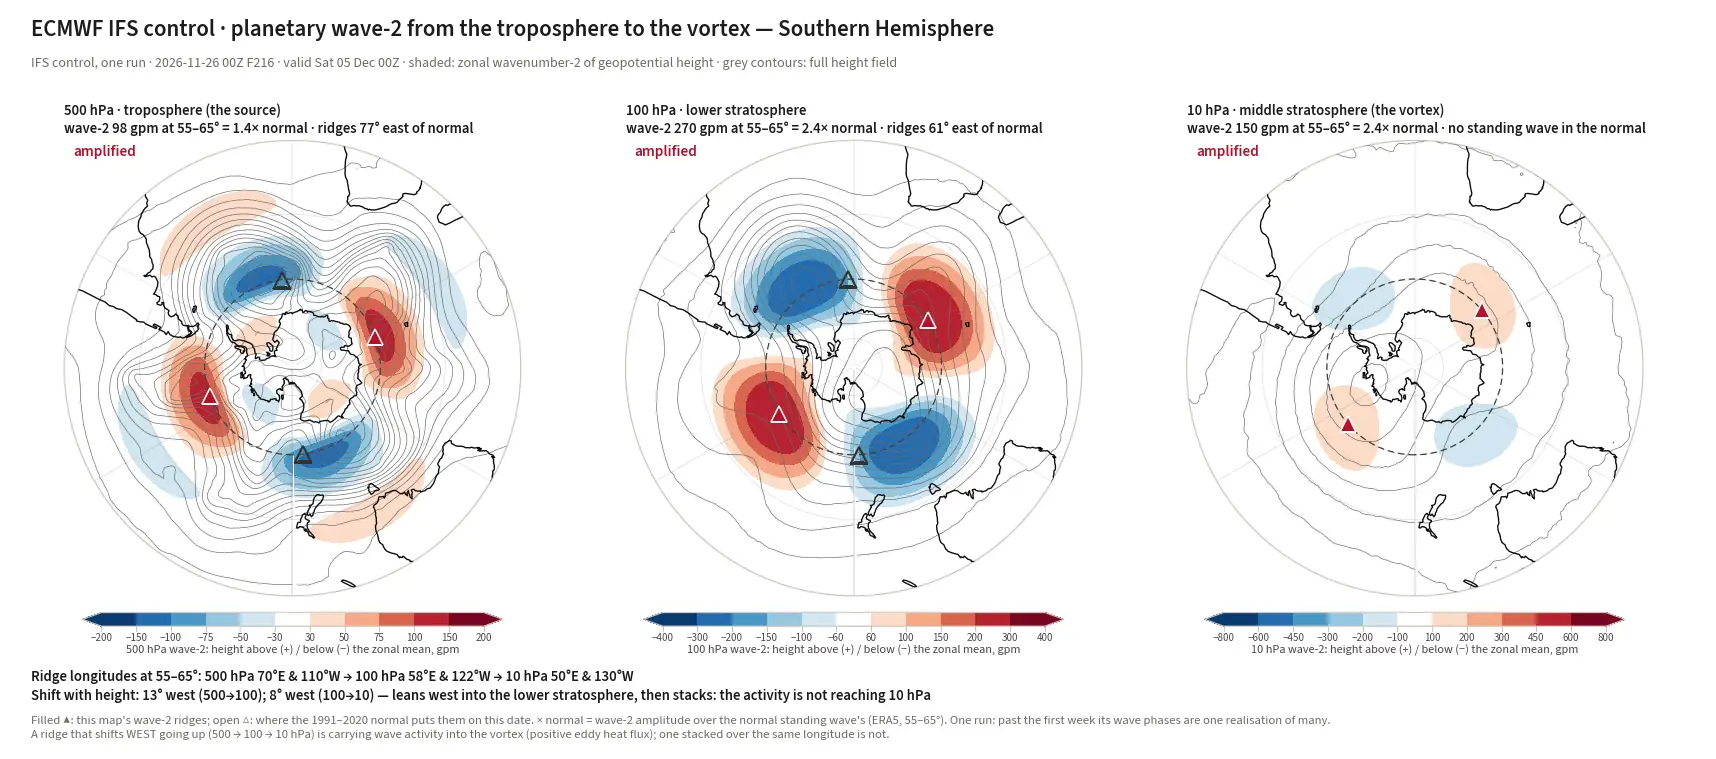 ECMWF IFS control · planetary wave-2 from the troposphere to the vortex — Southern Hemisphere
IFS control, one run · 2026-11-26 00Z F216 · valid Sat 05 Dec 00Z · shaded: zonal wavenumber-2 of geopotential height · grey contours: full height field
500 hPa · troposphere (the source)
wave-2 98 gpm at 55–65° = 1.4× normal · ridges 77° east of normal
amplified
100 hPa · lower stratosphere
wave-2 270 gpm at 55–65° = 2.4× normal · ridges 61° east of normal
amplified
10 hPa · middle stratosphere (the vortex)
wave-2 150 gpm at 55–65° = 2.4× normal · no standing wave in the normal
amplified
−200 −150 −100 −75 −50 −30 30 50 75 100 150 200
500 hPa wave-2: height above (+) / below (−) the zonal mean, gpm
−400 −300 −200 −150 −100 −60 60 100 150 200 300 400
100 hPa wave-2: height above (+) / below (−) the zonal mean, gpm
−800 −600 −450 −300 −200 −100 100 200 300 450 600 800
10 hPa wave-2: height above (+) / below (−) the zonal mean, gpm
Ridge longitudes at 55–65°: 500 hPa 70°E & 110°W → 100 hPa 58°E & 122°W → 10 hPa 50°E & 130°W
Shift with height: 13° west (500→100); 8° west (100→10) — leans west into the lower stratosphere, then stacks: the activity is not reaching 10 hPa
Filled ▲: this map's wave-2 ridges; open △: where the 1991–2020 normal puts them on this date. × normal = wave-2 amplitude over the normal standing wave's (ERA5, 55–65°). One run: past the first week its wave phases are one realisation of many.
A ridge that shifts WEST going up (500 → 100 → 10 hPa) is carrying wave activity into the vortex (positive eddy heat flux); one stacked over the same longitude is not.